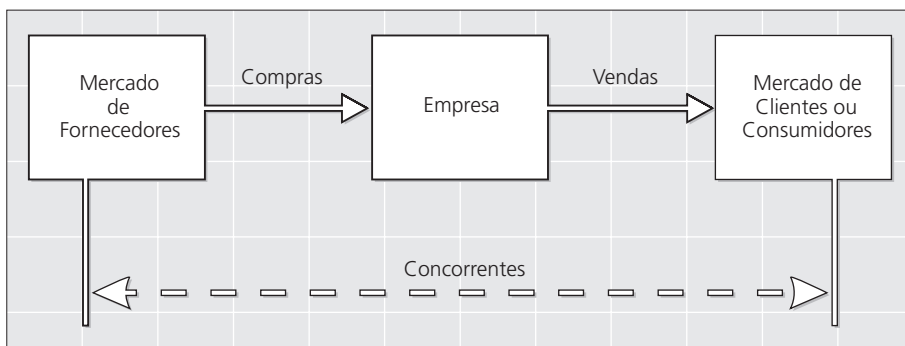 Mercado
de
Fornecedores
Compras
Empresa
Vendas
Mercado de
Clientes ou
Consumidores
Concorrentes